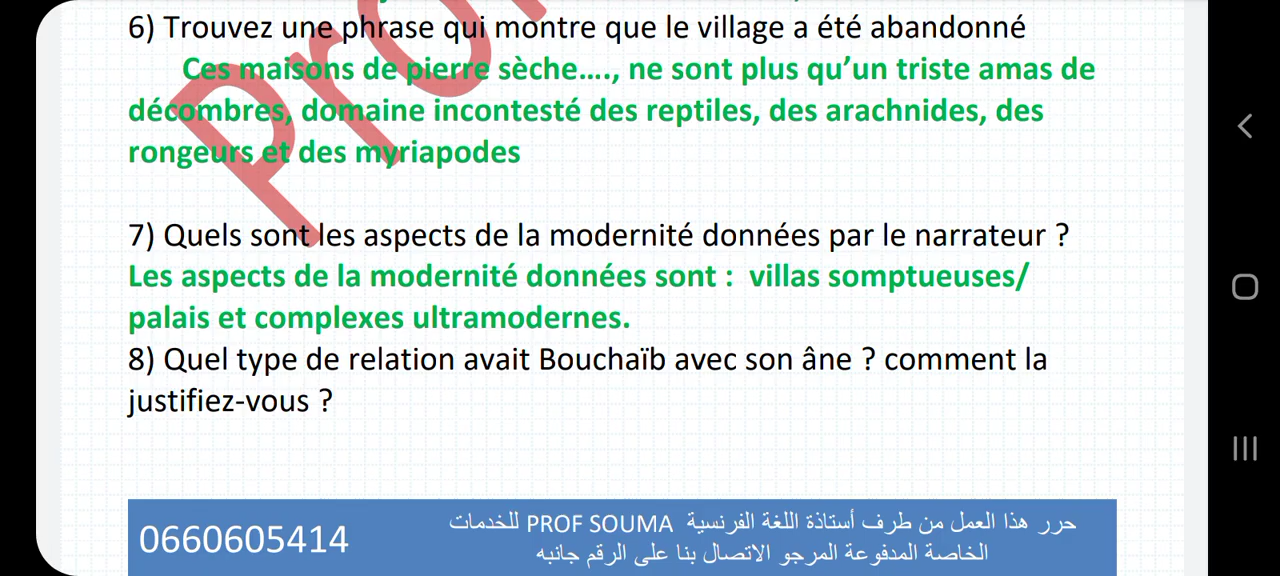 6) Trouvez une phrase qui montre que le village a été abandonné
Ces maisons de pierre sèche...., ne sont plus qu'un triste amas de
décombres, domaine incontesté des reptiles, des arachnides, des
rongeurs et des myriapodes
7) Quels sont les aspects de la modernité données par le narrateur ?
Les aspects de la modernité données sont : villas somptueuses/
palais et complexes ultramodernes.
8) Quel type de relation avait Bouchaïb avec son âne ? comment la
justifiez-vous ?
حرر هذا العمل من طرف أستاذة اللغة الفرنسية PROF SOUMA للخدمات
الخاصة المدفوعة المرجو الاتصال بنا على الرقم جانبه
0660605414